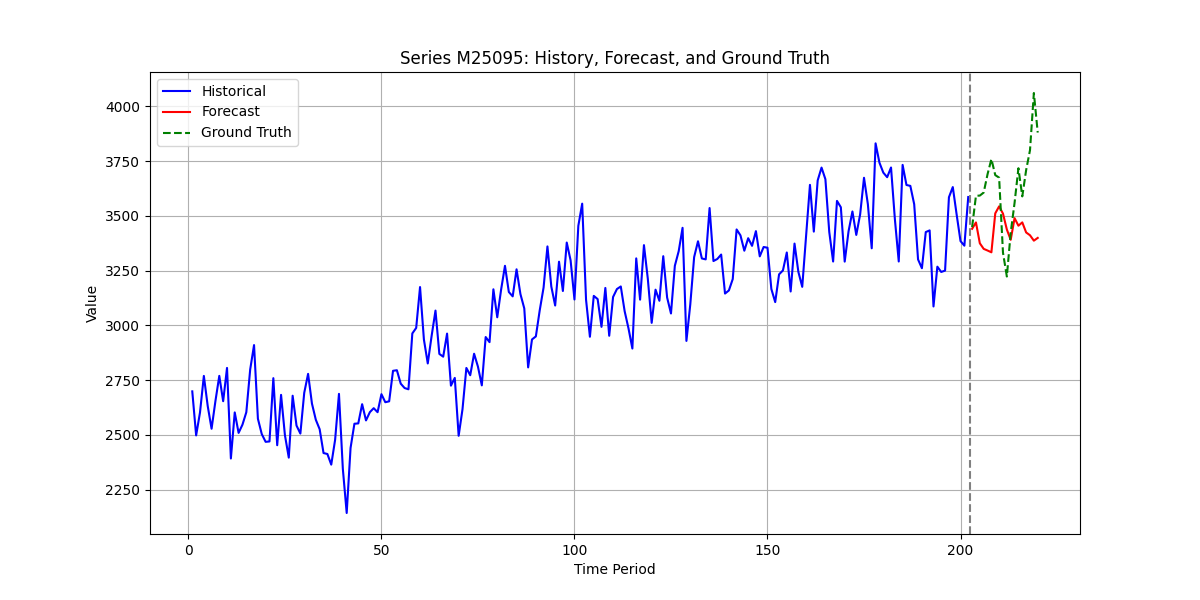 Series M25095: History, Forecast, and Ground Truth
Historical
Forecast
Ground Truth
4000
3750
3500
3250
3000
2750
2500
2250
Value
0 50 100 150 200
Time Period